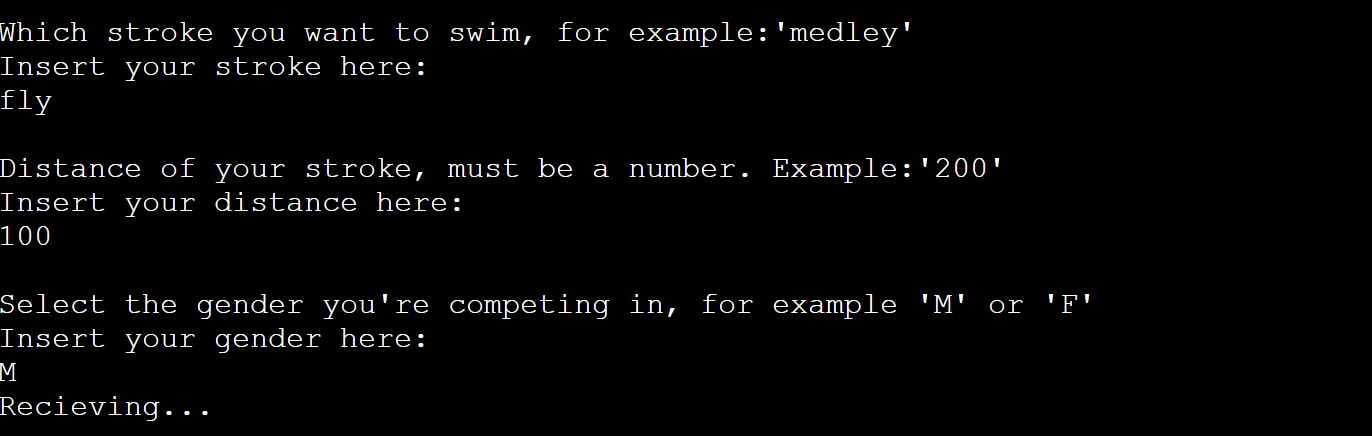 Which stroke you want to swim, for example:'medley'
Insert your stroke here:
fly
Distance of your stroke, must be a number. Example:'200'
Insert your distance here:
100
Select the gender you're competing in, for example 'M' or 'F'
Insert your gender here:
M
Recieving...